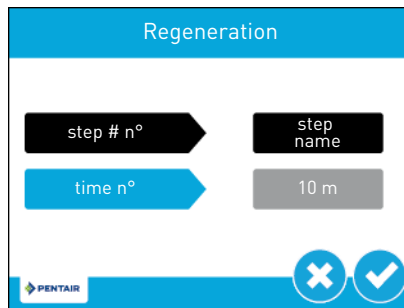 Regeneration
step # n°
step
name
time n°
10 m
PENTAIR